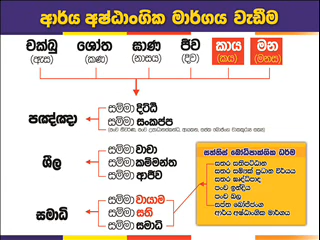 ආර්ය අෂ්ඨාංගික මාර්ගය වැඩීම
චක්ඛු ශෝත ඝාණ ජීව කාය මන
(ඇස) (කණ) (නාසය) (දිව) (කය) (මනස)
සම්මා දිට්ඨි
පඤ්ඤා සම්මා සංකප්ප
සම්මා වාචා
ශීල සම්මා කම්මන්ත
සම්මා ආජීව
සම්මා වායාම
සමාධි සම්මා සති
සම්මා සමාධි
සත්තිස් බෝධිපාක්ෂික ධර්ම
සතර සතිපට්ඨාන
සතර සම්‍යක් ප්‍රධාන වීර්යය
සතර ඍද්ධිපාද
පංච ඉන්ද්‍රිය
පංච බල
සප්ත බොජ්ඣංග
ආර්ය අෂ්ඨාංගික මාර්ගය